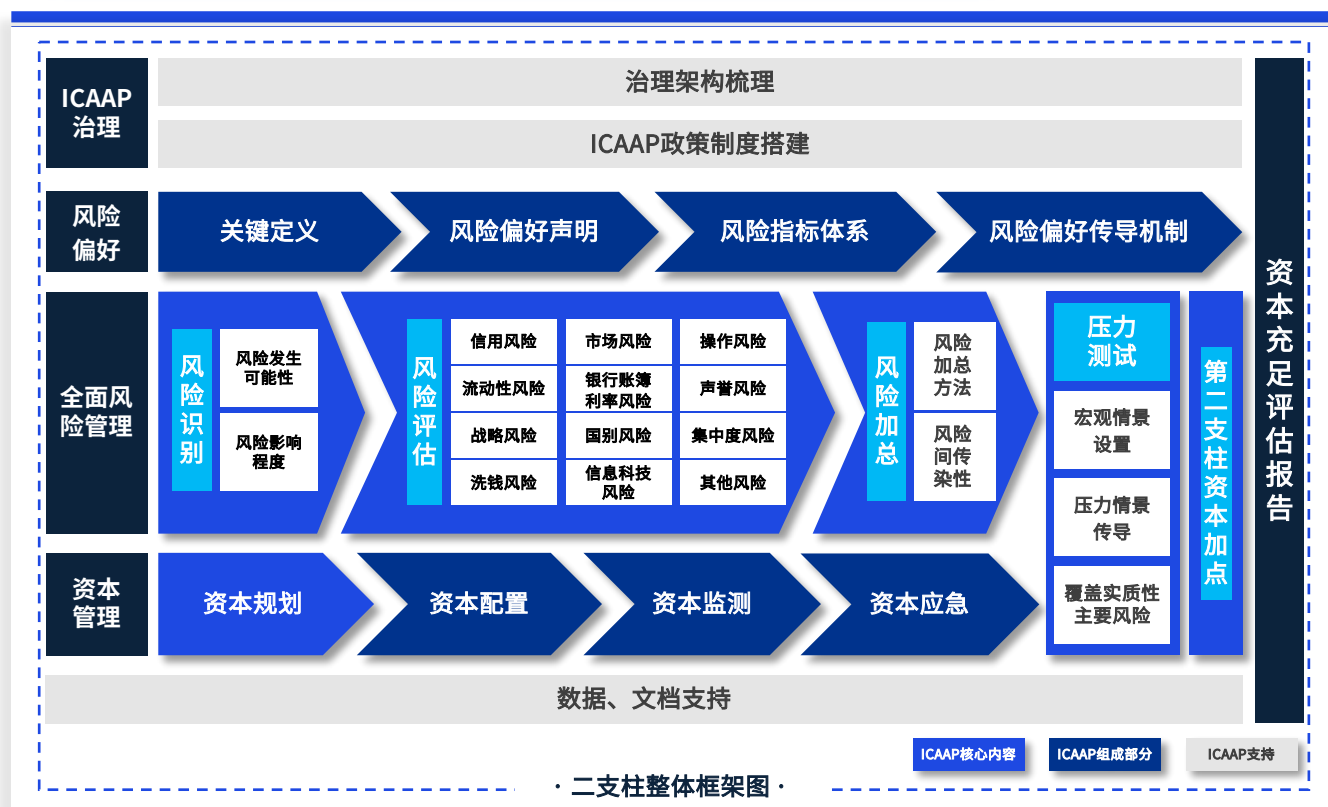 ICAAP
治理
治理架构梳理
ICAAP政策制度搭建
风险
偏好
关键定义
风险偏好声明
风险指标体系
风险偏好传导机制
全面风
险管理
风险识别
风险发生
可能性
风险影响
程度
风险评估
信用风险
市场风险
操作风险
流动性风险
银行账簿
利率风险
声誉风险
战略风险
国别风险
集中度风险
洗钱风险
信息科技
风险
其他风险
风险加总
风险
加总
方法
风险
间传
染性
压力
测试
宏观情景
设置
压力情景
传导
覆盖实质性
主要风险
第二支柱资本加点
资本
管理
资本规划
资本配置
资本监测
资本应急
数据、文档支持
资本充足评估报告
ICAAP核心内容
ICAAP组成部分
ICAAP支持
· 二支柱整体框架图 ·